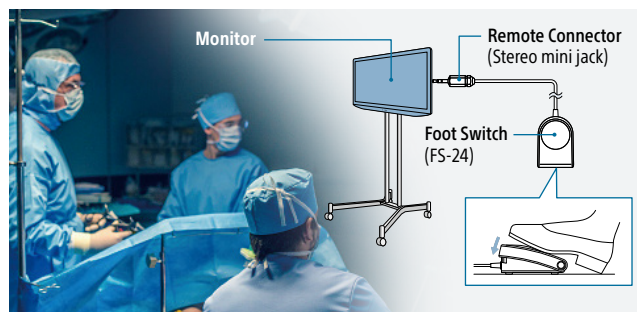 Monitor
Remote Connector
(Stereo mini jack)
Foot Switch
(FS-24)